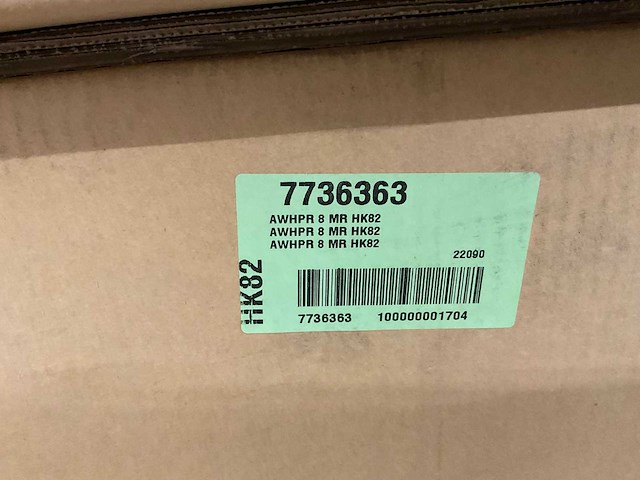 7736363
AWHPR 8 MR HK82
AWHPR 8 MR HK82
AWHPR 8 MR HK82
22090
HK82
7736363 100000001704